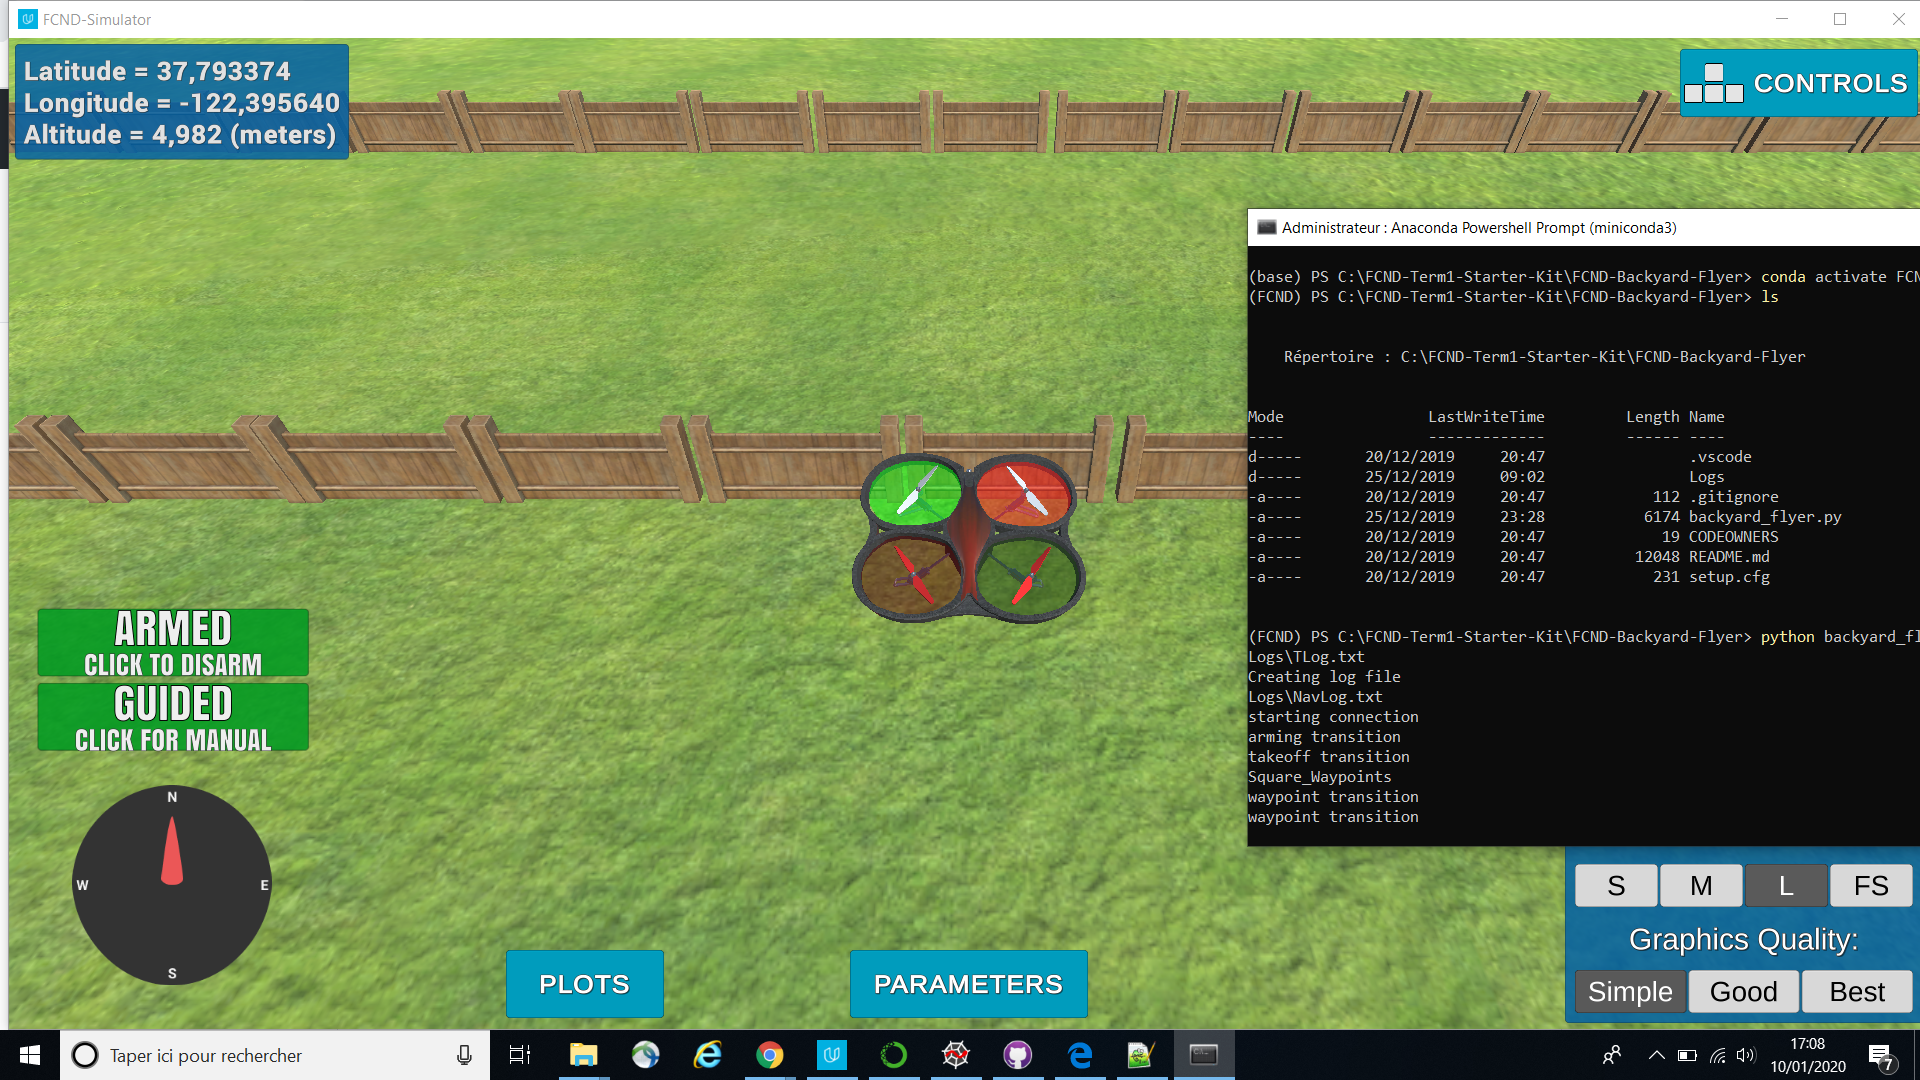 FCND-Simulator
Latitude = 37,793374
Longitude = -122,395640
Altitude = 4,982 (meters)
CONTROLS
Administrateur : Anaconda Powershell Prompt (miniconda3)
(base) PS C:\FCND-Term1-Starter-Kit\FCND-Backyard-Flyer> conda activate FCN
(FCND) PS C:\FCND-Term1-Starter-Kit\FCND-Backyard-Flyer> ls
Répertoire : C:\FCND-Term1-Starter-Kit\FCND-Backyard-Flyer
Mode LastWriteTime Length Name
---- ------------- ------ ----
d----- 20/12/2019 20:47 .vscode
d----- 25/12/2019 09:02 Logs
-a---- 20/12/2019 20:47 112 .gitignore
-a---- 25/12/2019 23:28 6174 backyard_flyer.py
-a---- 20/12/2019 20:47 19 CODEOWNERS
-a---- 20/12/2019 20:47 12048 README.md
-a---- 20/12/2019 20:47 231 setup.cfg
(FCND) PS C:\FCND-Term1-Starter-Kit\FCND-Backyard-Flyer> python backyard_fl
Logs\TLog.txt
Creating log file
Logs\NavLog.txt
starting connection
arming transition
takeoff transition
Square_Waypoints
waypoint transition
waypoint transition
ARMED
CLICK TO DISARM
GUIDED
CLICK FOR MANUAL
N
W E
S
PLOTS
PARAMETERS
S M L FS
Graphics Quality:
Simple Good Best
Taper ici pour rechercher
17:08
10/01/2020
7